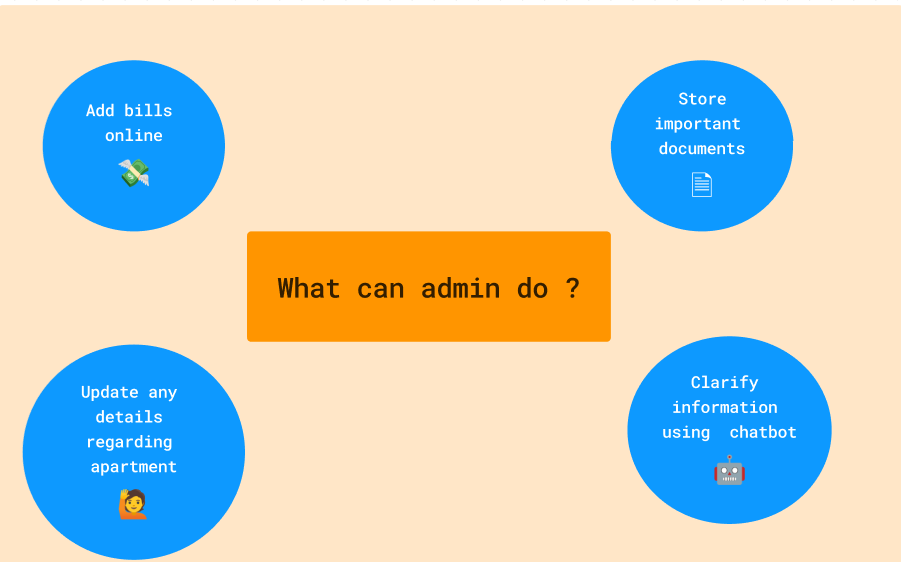 Add bills
online
Store
important
documents
What can admin do ?
Update any
details
regarding
apartment
Clarify
information
using chatbot